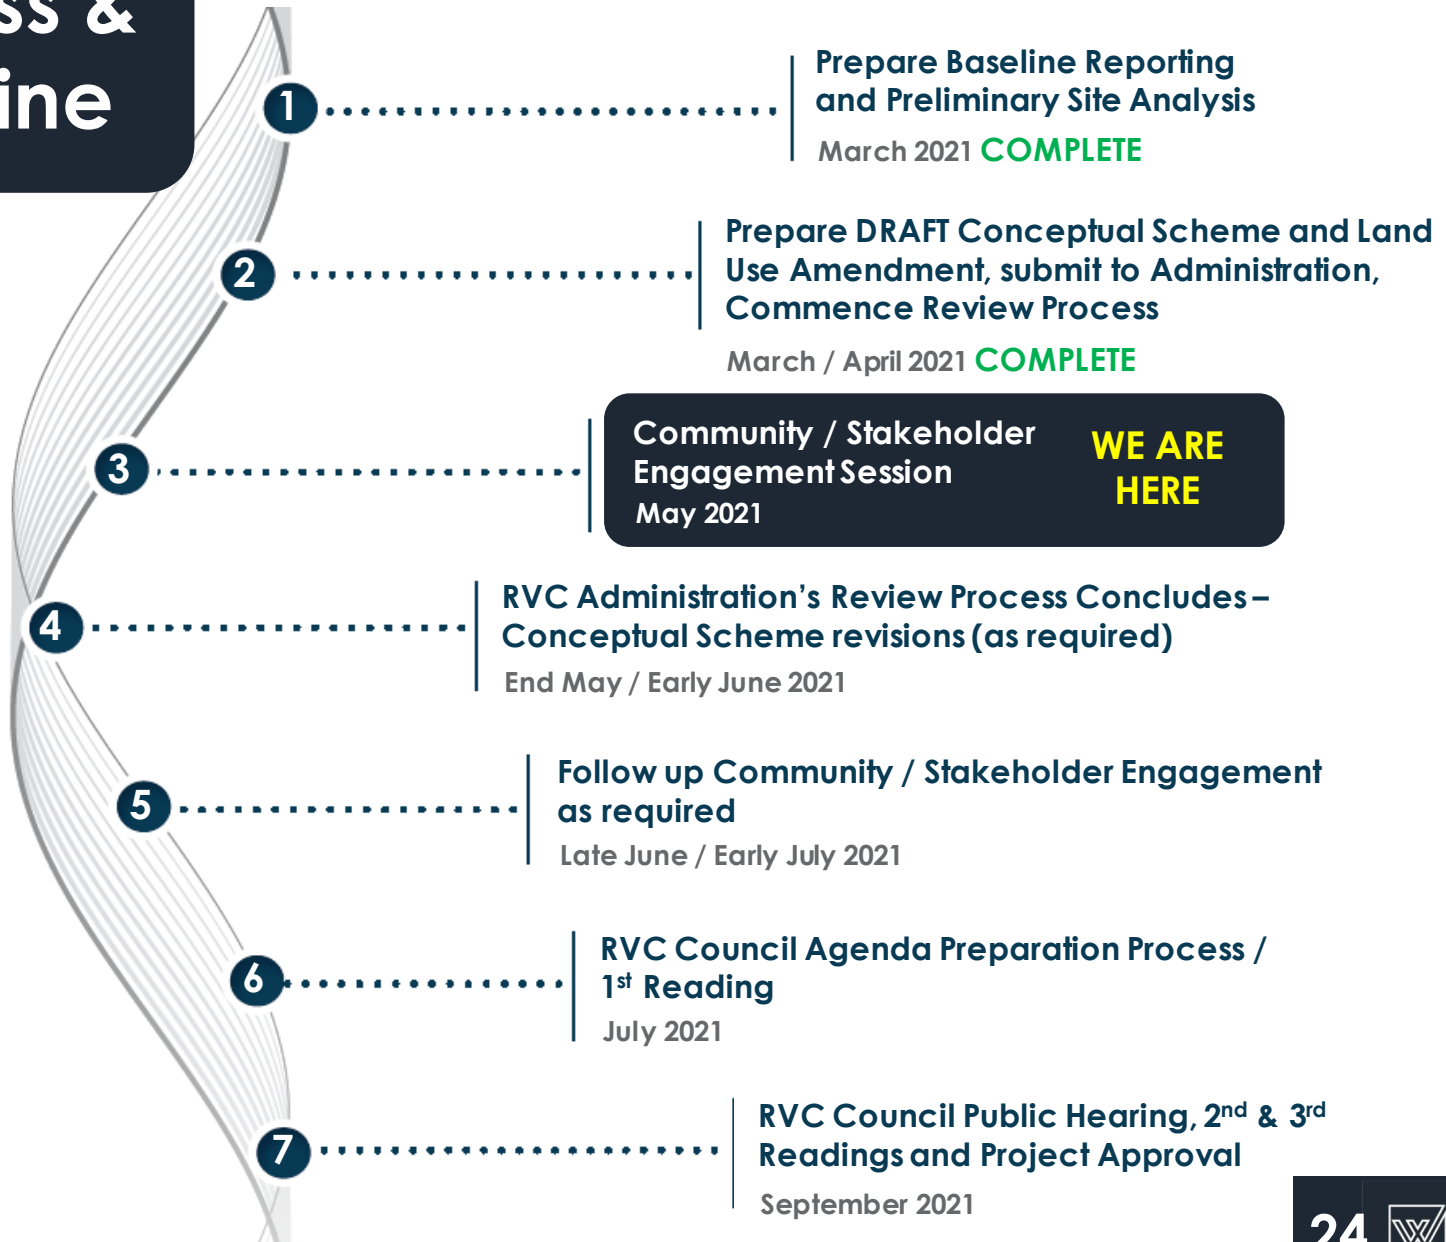 ss &
ine
1
Prepare Baseline Reporting
and Preliminary Site Analysis
March 2021 COMPLETE
2
Prepare DRAFT Conceptual Scheme and Land
Use Amendment, submit to Administration,
Commence Review Process
March / April 2021 COMPLETE
3
Community / Stakeholder
Engagement Session
May 2021
WE ARE
HERE
4
RVC Administration’s Review Process Concludes –
Conceptual Scheme revisions (as required)
End May / Early June 2021
5
Follow up Community / Stakeholder Engagement
as required
Late June / Early July 2021
6
RVC Council Agenda Preparation Process /
1st Reading
July 2021
7
RVC Council Public Hearing, 2nd & 3rd
Readings and Project Approval
September 2021
24